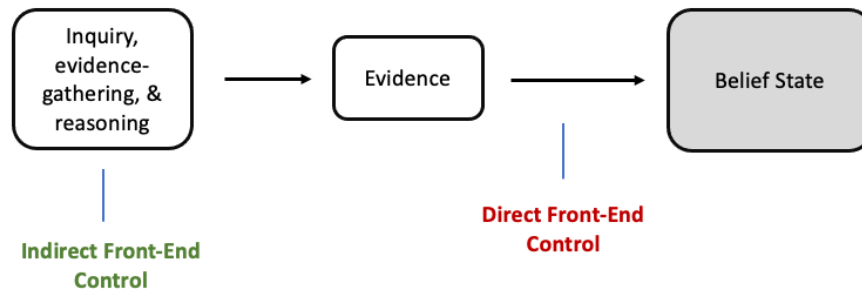 Inquiry,
evidence-
gathering, &
reasoning
Evidence
Belief State
Indirect Front-End
Control
Direct Front-End
Control